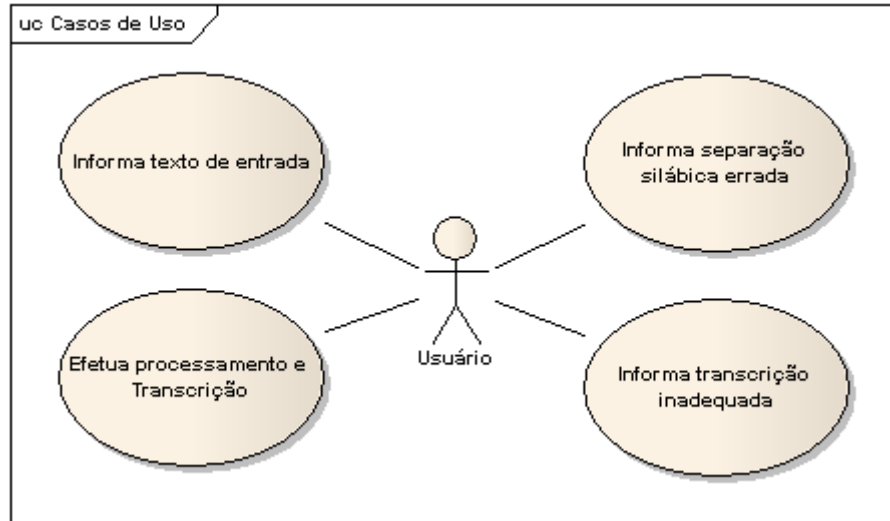 uc Casos de Uso
Informa texto de entrada
Informa separação
silábica errada
Usuário
Efetua processamento e
Transcrição
Informa transcrição
inadequada